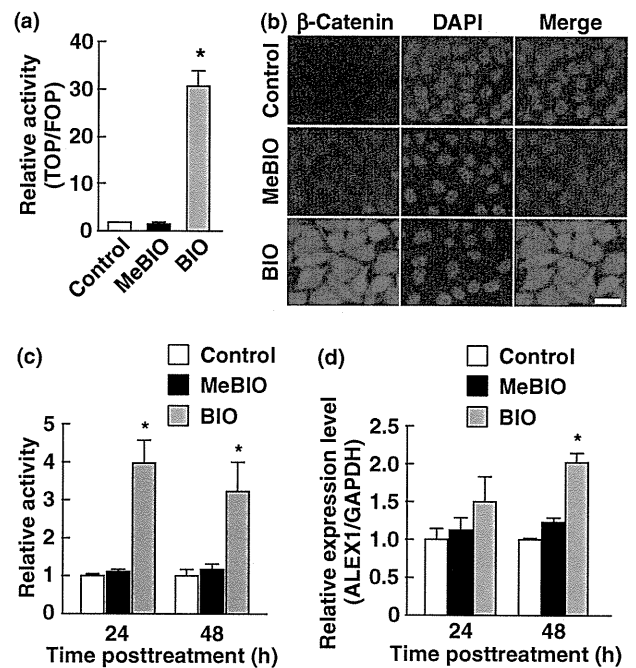 (a)
Relative activity
(TOP/FOP)
40
30
20
10
0
*
Control
MeBIO
BIO
(b)
β-Catenin DAPI Merge
Control
MeBIO
BIO
(c)
Control
MeBIO
BIO
Relative activity
5
4
3
2
1
0
*
*
24 48
Time posttreatment (h)
(d)
Control
MeBIO
BIO
Relative expression level
(ALEX1/GAPDH)
2.5
2.0
1.5
1.0
0.5
0
*
24 48
Time posttreatment (h)